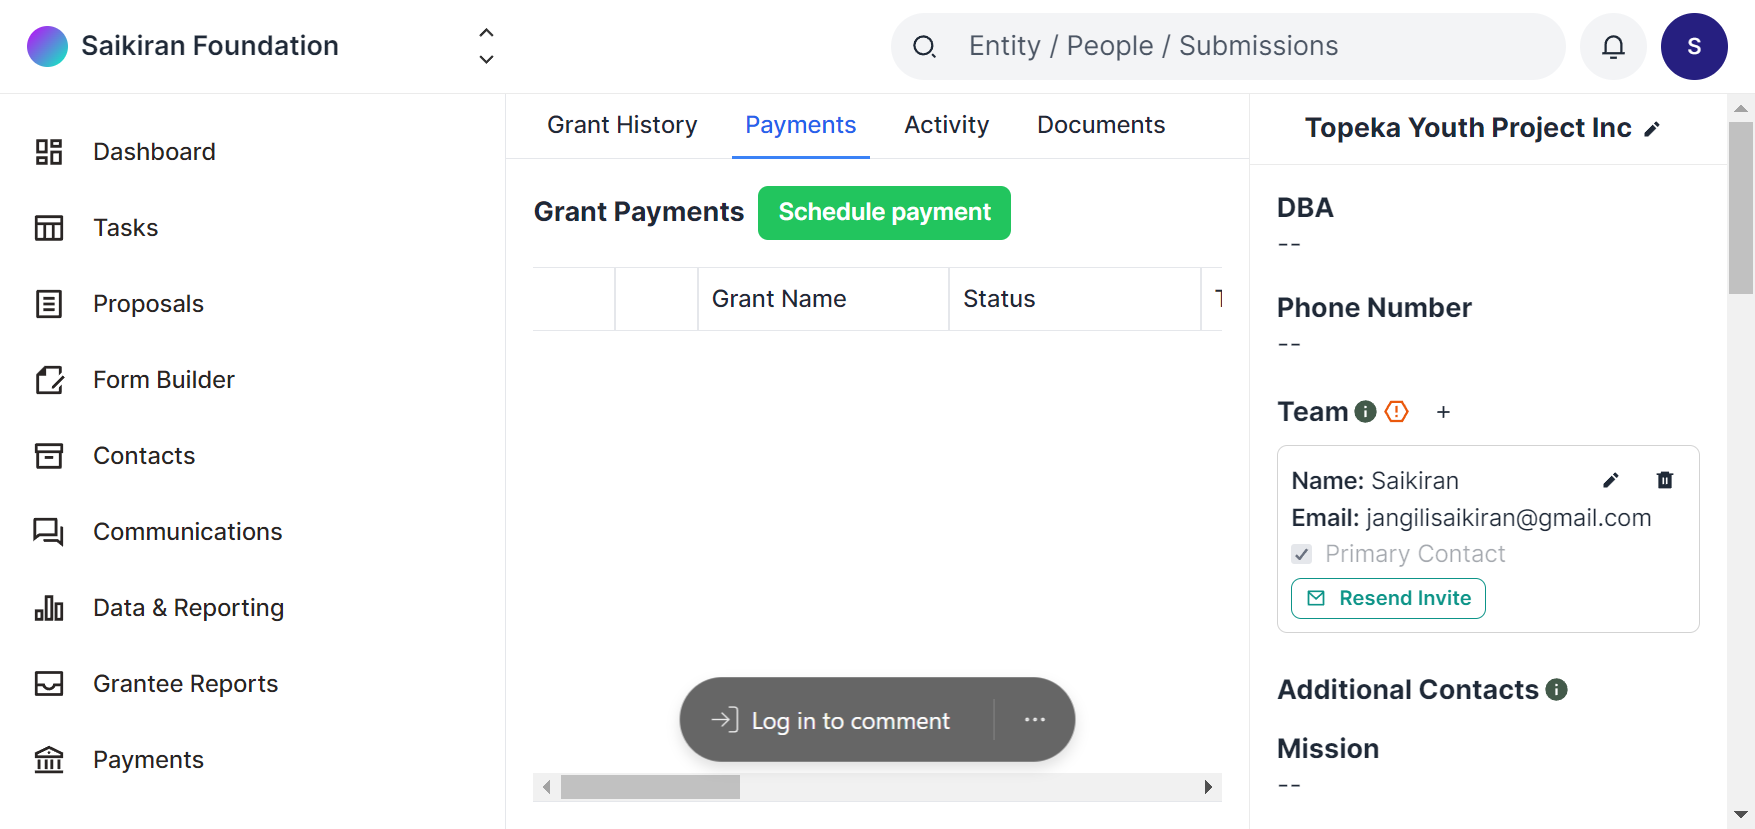 Saikiran Foundation
Entity / People / Submissions
S
Dashboard
Tasks
Proposals
Form Builder
Contacts
Communications
Data & Reporting
Grantee Reports
Payments
Grant History
Payments
Activity
Documents
Grant Payments
Schedule payment
Grant Name
Status
Log in to comment
Topeka Youth Project Inc
DBA
--
Phone Number
--
Team
Name: Saikiran
Email: jangilisaikiran@gmail.com
Primary Contact
Resend Invite
Additional Contacts
Mission
--